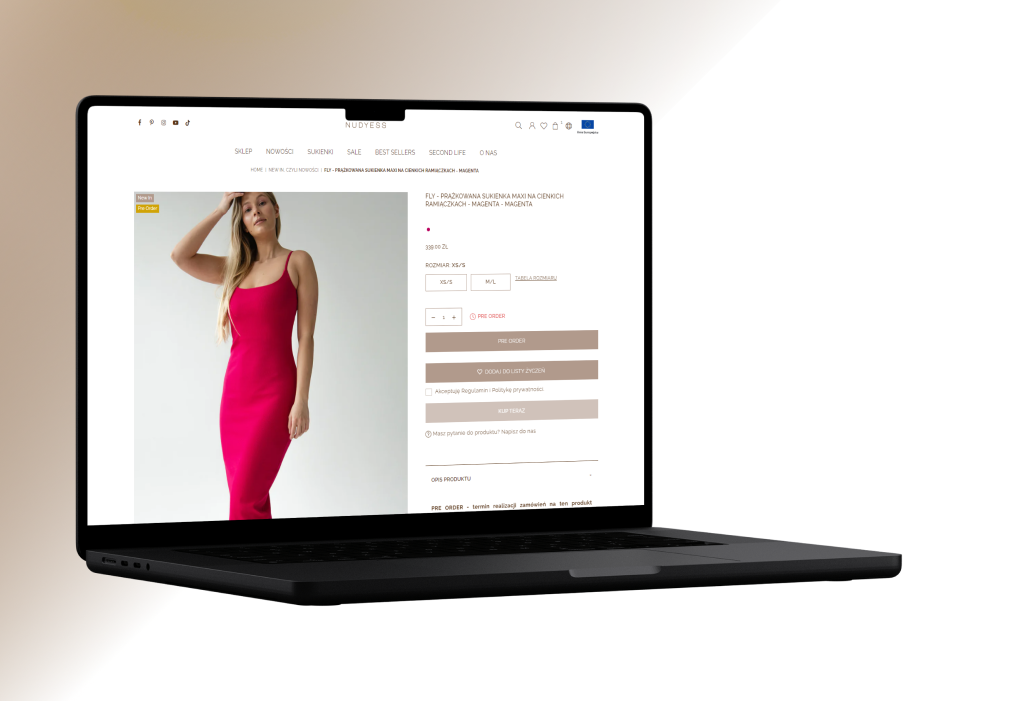 NUDYESS
SKLEP NOWOŚCI SUKIENKI SALE BEST SELLERS SECOND LIFE O NAS
HOME | NEW IN, CZYLI NOWOŚCI | FLY - PRĄŻKOWANA SUKIENKA MAXI NA CIENKICH RAMIĄCZKACH - MAGENTA
New In
Pre Order
FLY - PRĄŻKOWANA SUKIENKA MAXI NA CIENKICH
RAMIĄCZKACH - MAGENTA - MAGENTA
339.00 ZŁ
ROZMIAR: XS/S
XS/S M/L TABELA ROZMIARU
− 1 + PRE ORDER
PRE ORDER
DODAJ DO LISTY ŻYCZEŃ
Akceptuję Regulamin i Politykę prywatności.
KUP TERAZ
Masz pytanie do produktu? Napisz do nas
OPIS PRODUKTU -
PRE ORDER - termin realizacji zamówień na ten produkt